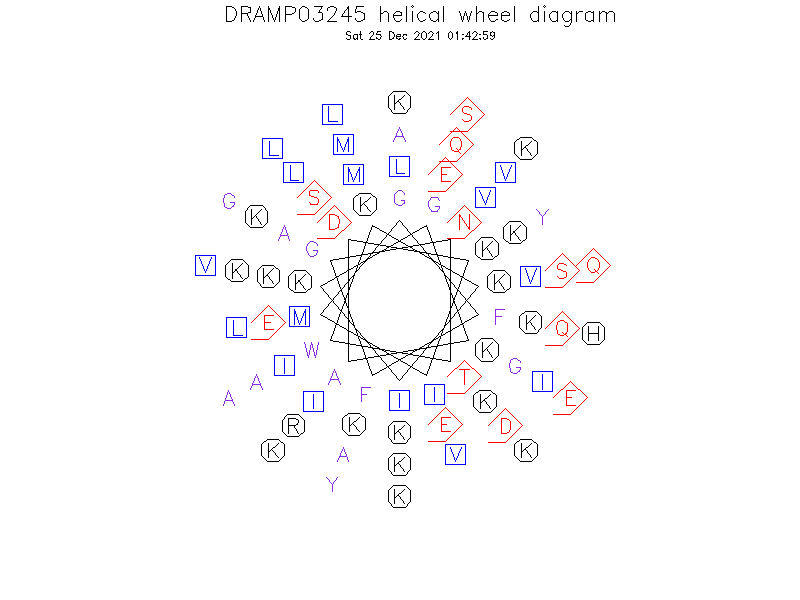 DRAMP03245 helical wheel diagram
Sat 25 Dec 2021 01:42:59
K
L S
A
L M Q K
L
L M E V
G S K G G V
K D N Y
A K
G K
V K K K K V S Q
L E M F K Q H
W K
I G
A A T I
A I F I I K E
R K K E D
K A V K
K
Y
K